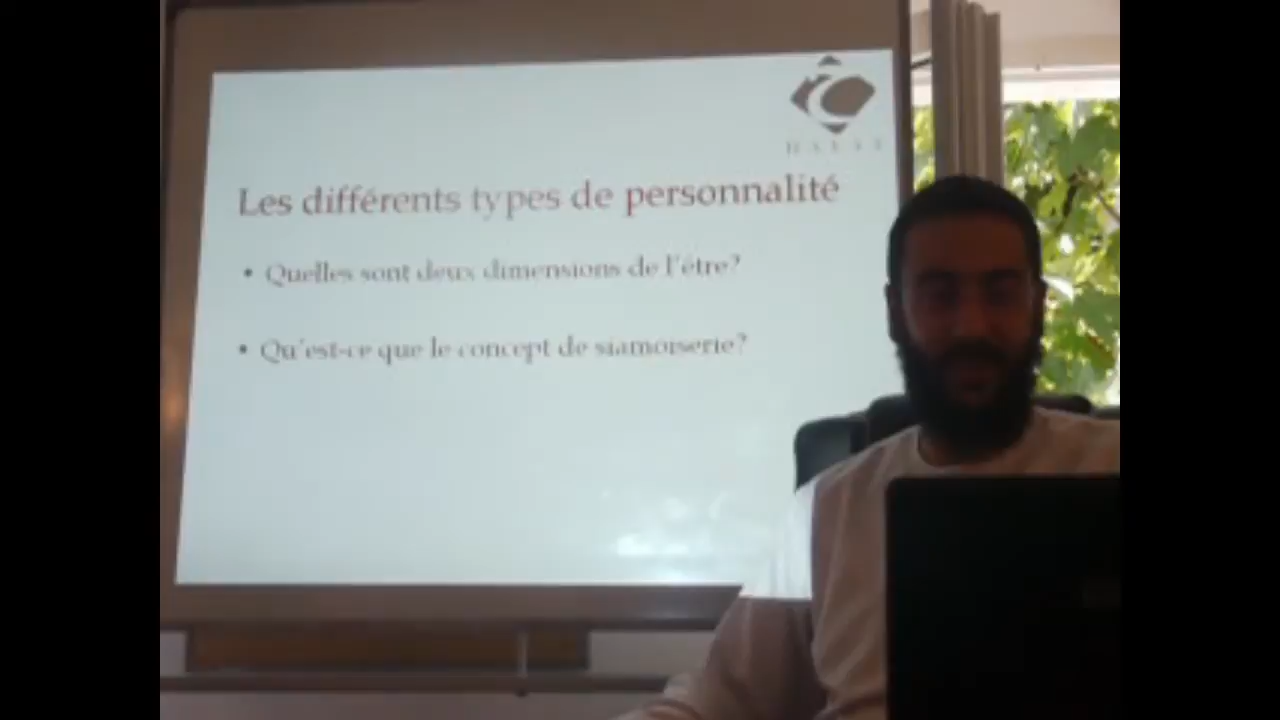 Les différents types de personnalité
• Quelles sont deux dimensions de l'être?
• Qu'est-ce que le concept de siamoiserie?